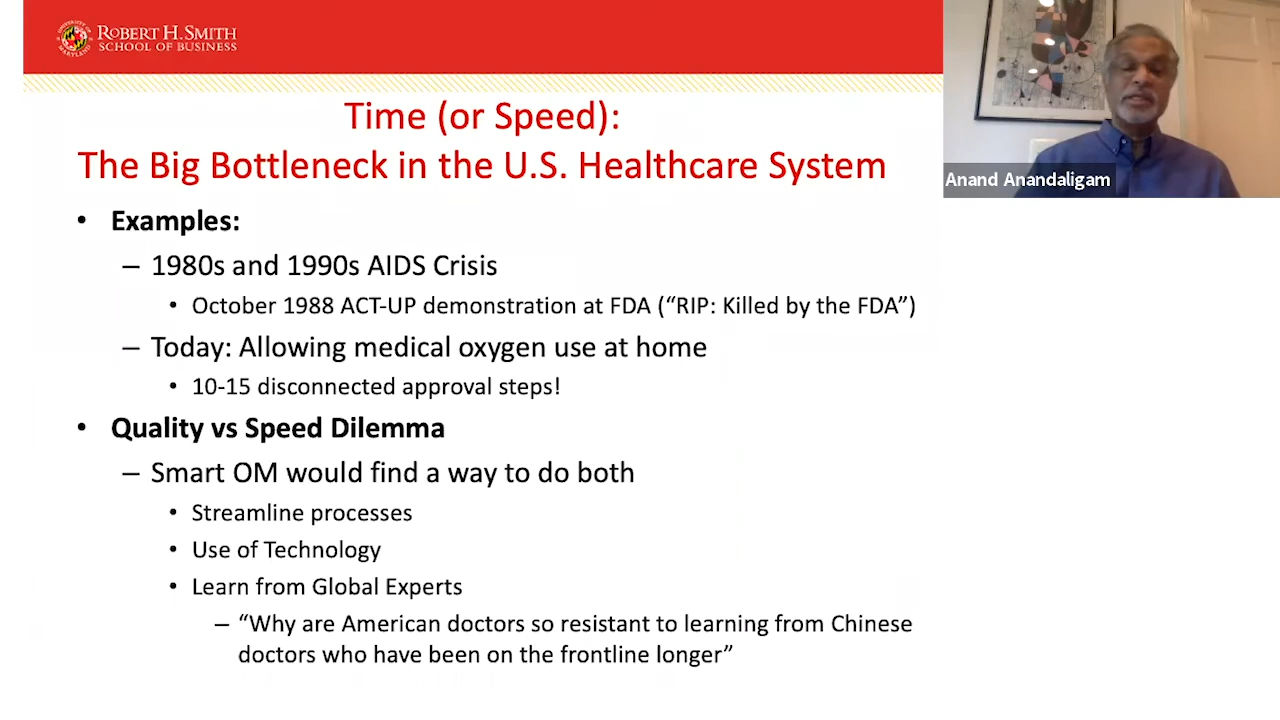 UNIVERSITY OF MARYLAND
ROBERT H. SMITH
SCHOOL OF BUSINESS
Time (or Speed):
The Big Bottleneck in the U.S. Healthcare System
• Examples:
– 1980s and 1990s AIDS Crisis
• October 1988 ACT-UP demonstration at FDA (“RIP: Killed by the FDA”)
– Today: Allowing medical oxygen use at home
• 10-15 disconnected approval steps!
• Quality vs Speed Dilemma
– Smart OM would find a way to do both
• Streamline processes
• Use of Technology
• Learn from Global Experts
– “Why are American doctors so resistant to learning from Chinese
doctors who have been on the frontline longer”
Anand Anandaligam